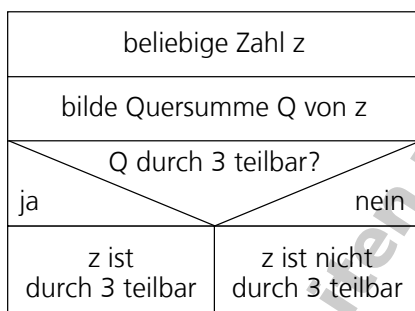 beliebige Zahl z
bilde Quersumme Q von z
Q durch 3 teilbar?
ja
nein
z ist
durch 3 teilbar
z ist nicht
durch 3 teilbar